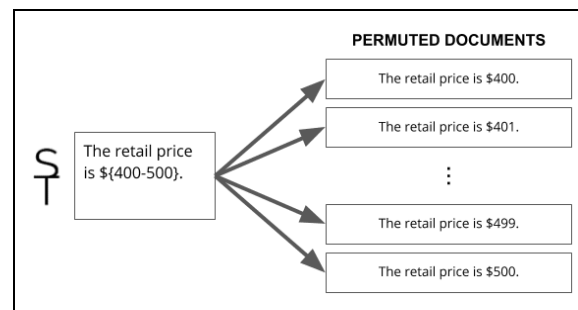 PERMUTED DOCUMENTS
S
T
The retail price
is ${400-500}.
The retail price is $400.
The retail price is $401.
⋮
The retail price is $499.
The retail price is $500.